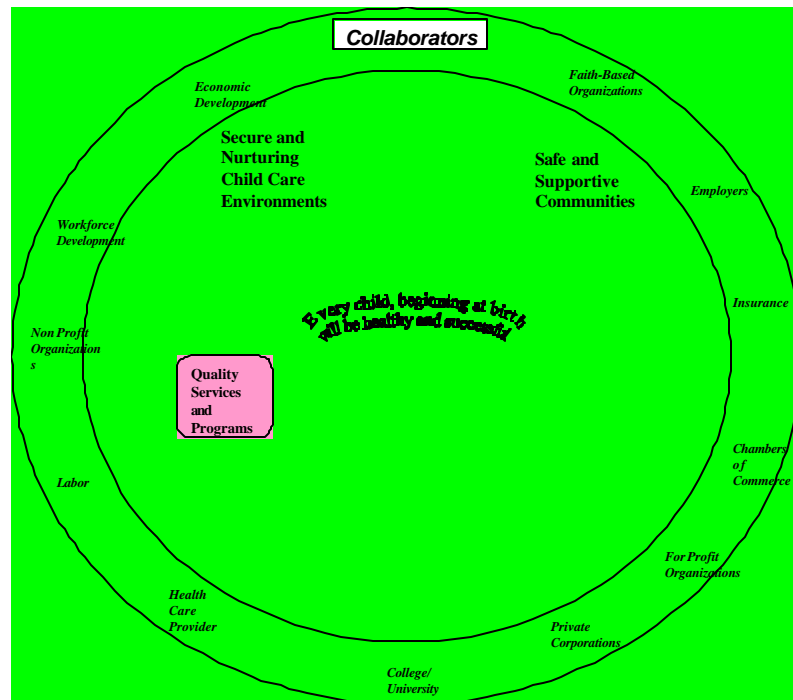 Collaborators
Economic
Development
Faith-Based
Organizations
Secure and
Nurturing
Child Care
Environments
Safe and
Supportive
Communities
Employers
Workforce
Development
Insurance
Every child, beginning at birth
will be healthy and successful
Non Profit
Organization
s
Quality
Services
and
Programs
Chambers
of
Commerce
Labor
For Profit
Organizations
Health
Care
Provider
Private
Corporations
College/
University